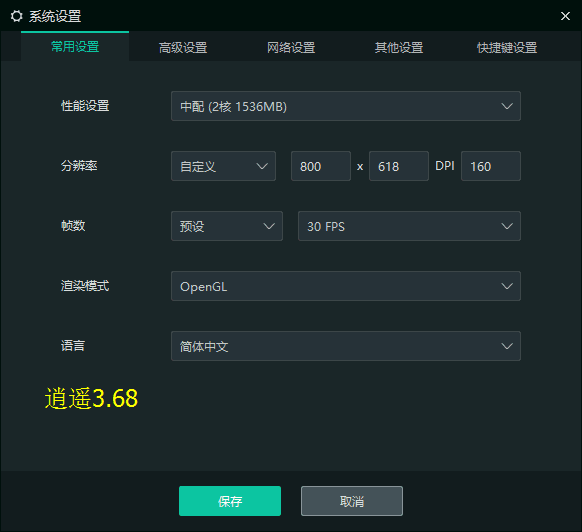 系统设置
常用设置 高级设置 网络设置 其他设置 快捷键设置
性能设置 中配 (2核 1536MB)
分辨率 自定义 800 x 618 DPI 160
帧数 预设 30 FPS
渲染模式 OpenGL
语言 简体中文
逍遥3.68
保存 取消